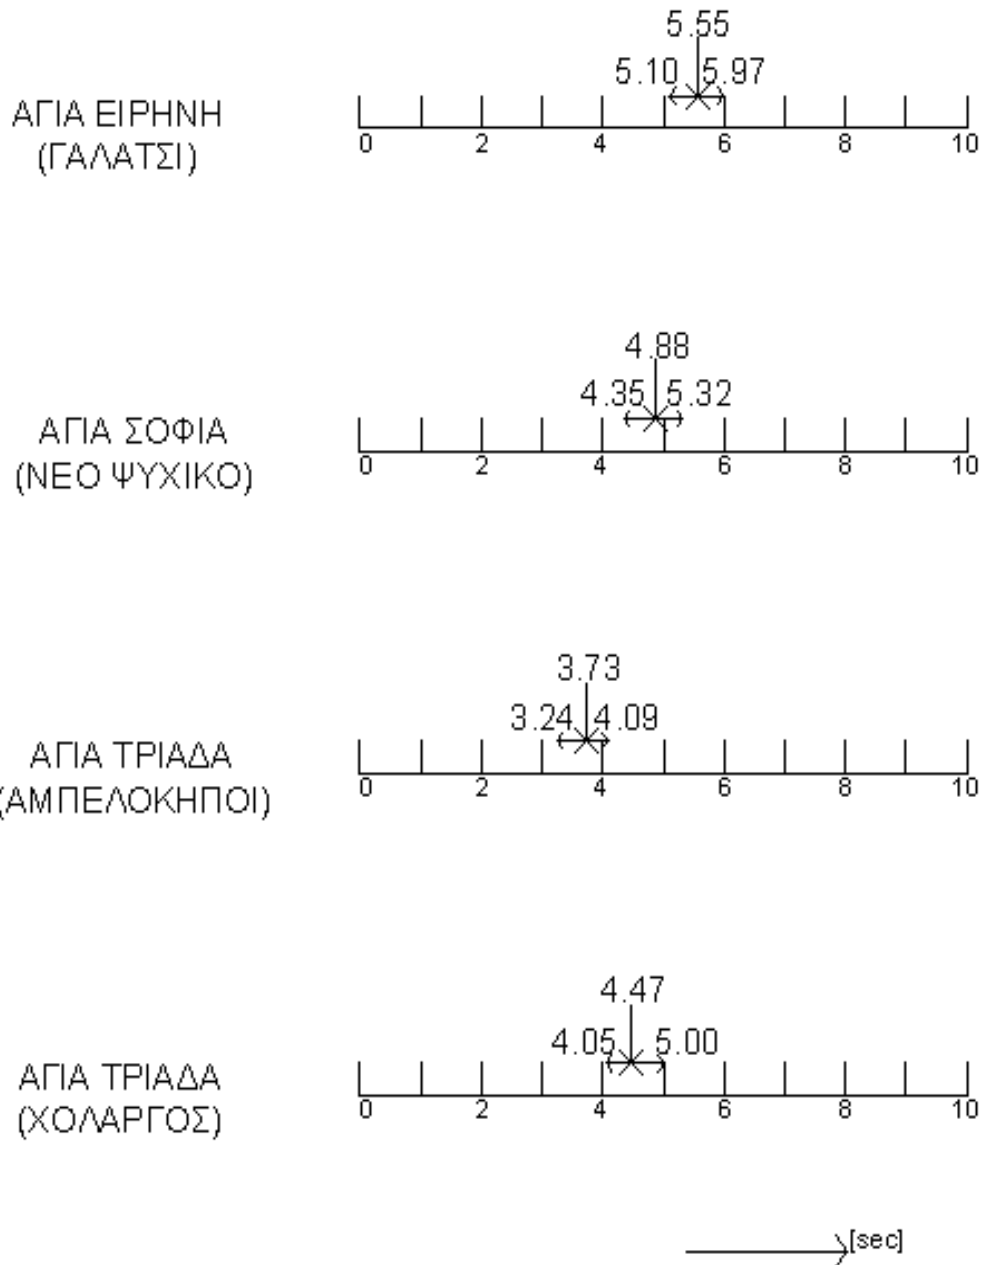 5.55
5.10 5.97
ΑΓΙΑ ΕΙΡΗΝΗ
(ΓΑΛΑΤΣΙ)
0 2 4 6 8 10
4.88
4.35 5.32
ΑΓΙΑ ΣΟΦΙΑ
(ΝΕΟ ΨΥΧΙΚΟ)
0 2 4 6 8 10
3.73
3.24 4.09
ΑΓΙΑ ΤΡΙΑΔΑ
(ΑΜΠΕΛΟΚΗΠΟΙ)
0 2 4 6 8 10
4.47
4.05 5.00
ΑΓΙΑ ΤΡΙΑΔΑ
(ΧΟΛΑΡΓΟΣ)
0 2 4 6 8 10
[sec]